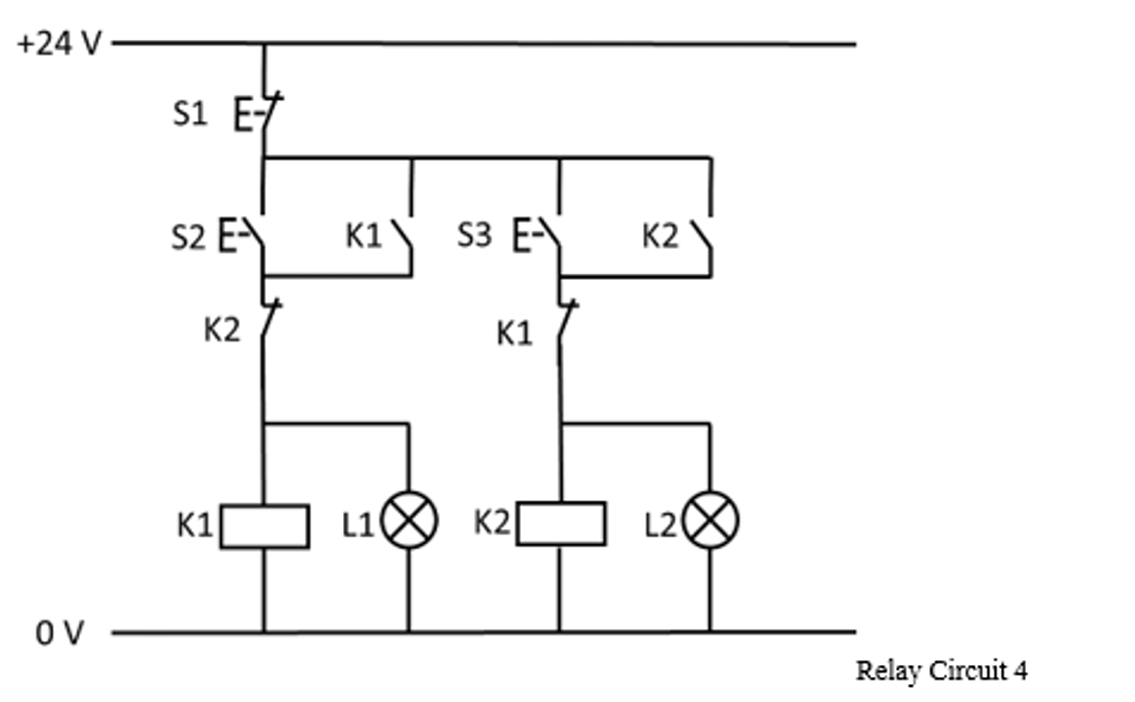 +24 V
S1
S2 K1 S3 K2
K2 K1
K1 L1 K2 L2
0 V
Relay Circuit 4